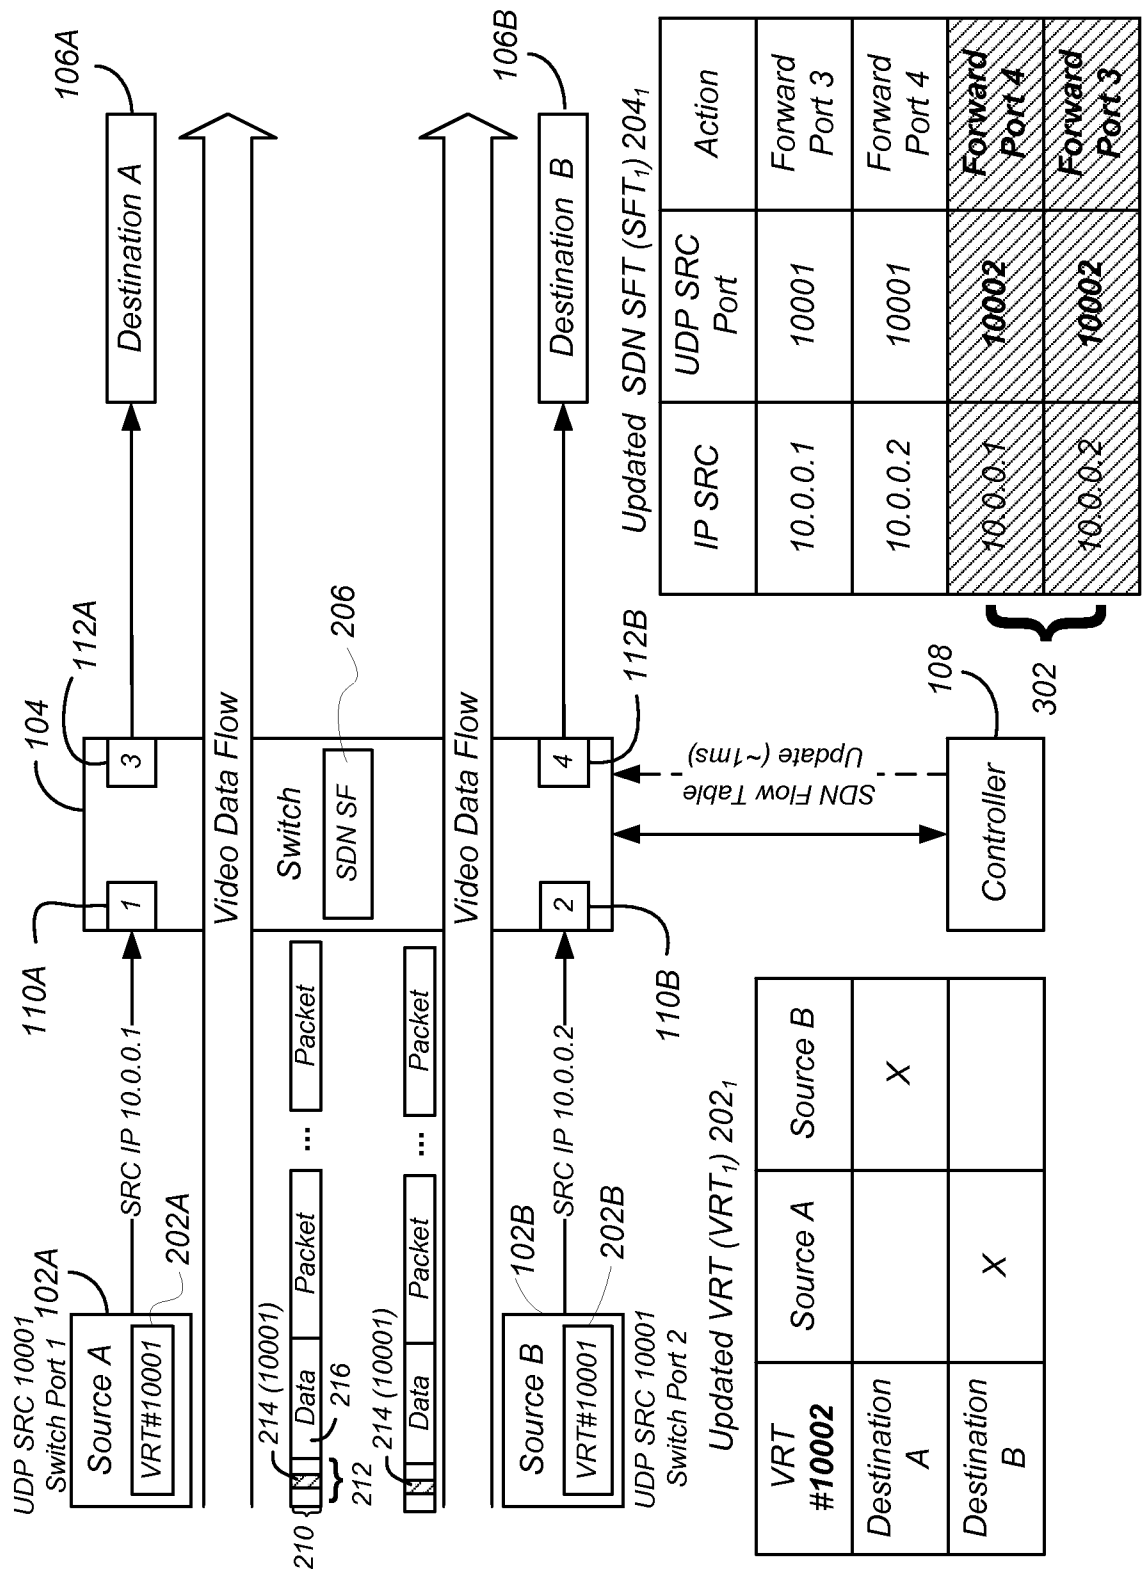 UDP SRC 10001
Switch Port 1
102A
Source A
VRT#10001
202A
SRC IP 10.0.0.1
110A
1
104
3
112A
Destination A
106A
Video Data Flow
214 (10001)
210
212
Data
216
Packet
...
Packet
Switch
SDN SF
206
214 (10001)
Data
Packet
...
Packet
Video Data Flow
Source B
VRT#10001
102B
202B
SRC IP 10.0.0.2
2
110B
4
112B
Destination B
106B
UDP SRC 10001
Switch Port 2
SDN Flow Table
Update (~1ms)
Controller
108
Updated VRT (VRT1) 2021
VRT
#10002
Source A
Source B
Destination
A
X
Destination
B
X
Updated SDN SFT (SFT1) 2041
IP SRC
UDP SRC
Port
Action
10.0.0.1
10001
Forward
Port 3
10.0.0.2
10001
Forward
Port 4
10.0.0.1
10002
Forward
Port 4
10.0.0.2
10002
Forward
Port 3
302